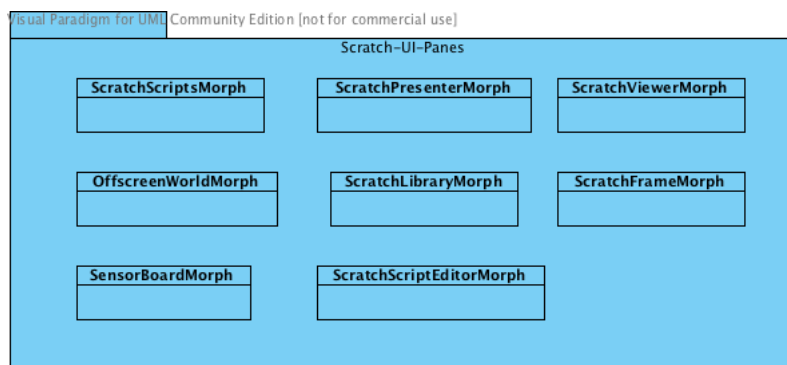 Visual Paradigm for UML Community Edition [not for commercial use]
Scratch-UI-Panes
ScratchScriptsMorph
ScratchPresenterMorph
ScratchViewerMorph
OffscreenWorldMorph
ScratchLibraryMorph
ScratchFrameMorph
SensorBoardMorph
ScratchScriptEditorMorph